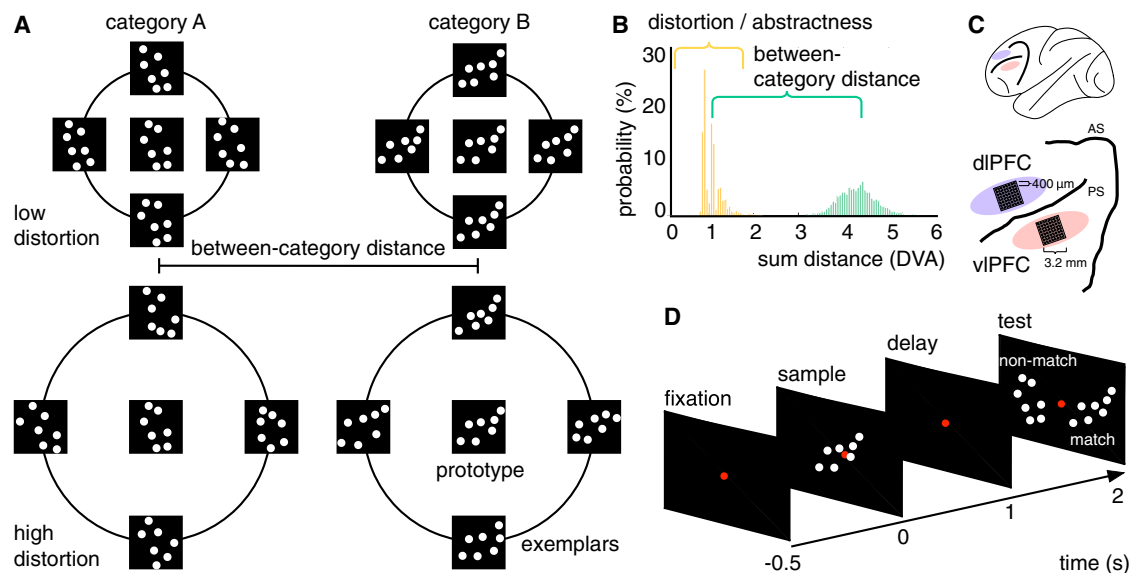 A
category A
category B
low
distortion
between-category distance
high
distortion
prototype
exemplars
B
distortion / abstractness
between-
category distance
probability (%)
30
20
10
0
0
1
2
3
4
5
6
sum distance (DVA)
C
AS
dlPFC
400 µm
PS
vlPFC
3.2 mm
D
fixation
sample
delay
test
non-match
match
-0.5
0
1
2
time (s)